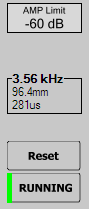 AMP Limit
-60 dB
3.56 kHz
96.4mm
281us
Reset
RUNNING